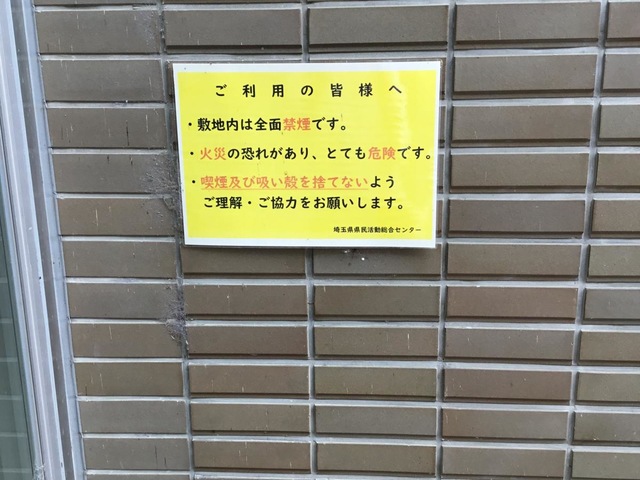 ご利用の皆様へ
・敷地内は全面禁煙です。
・火災の恐れがあり、とても危険です。
・喫煙及び吸い殻を捨てないよう
ご理解・ご協力をお願いします。
埼玉県県民活動総合センター